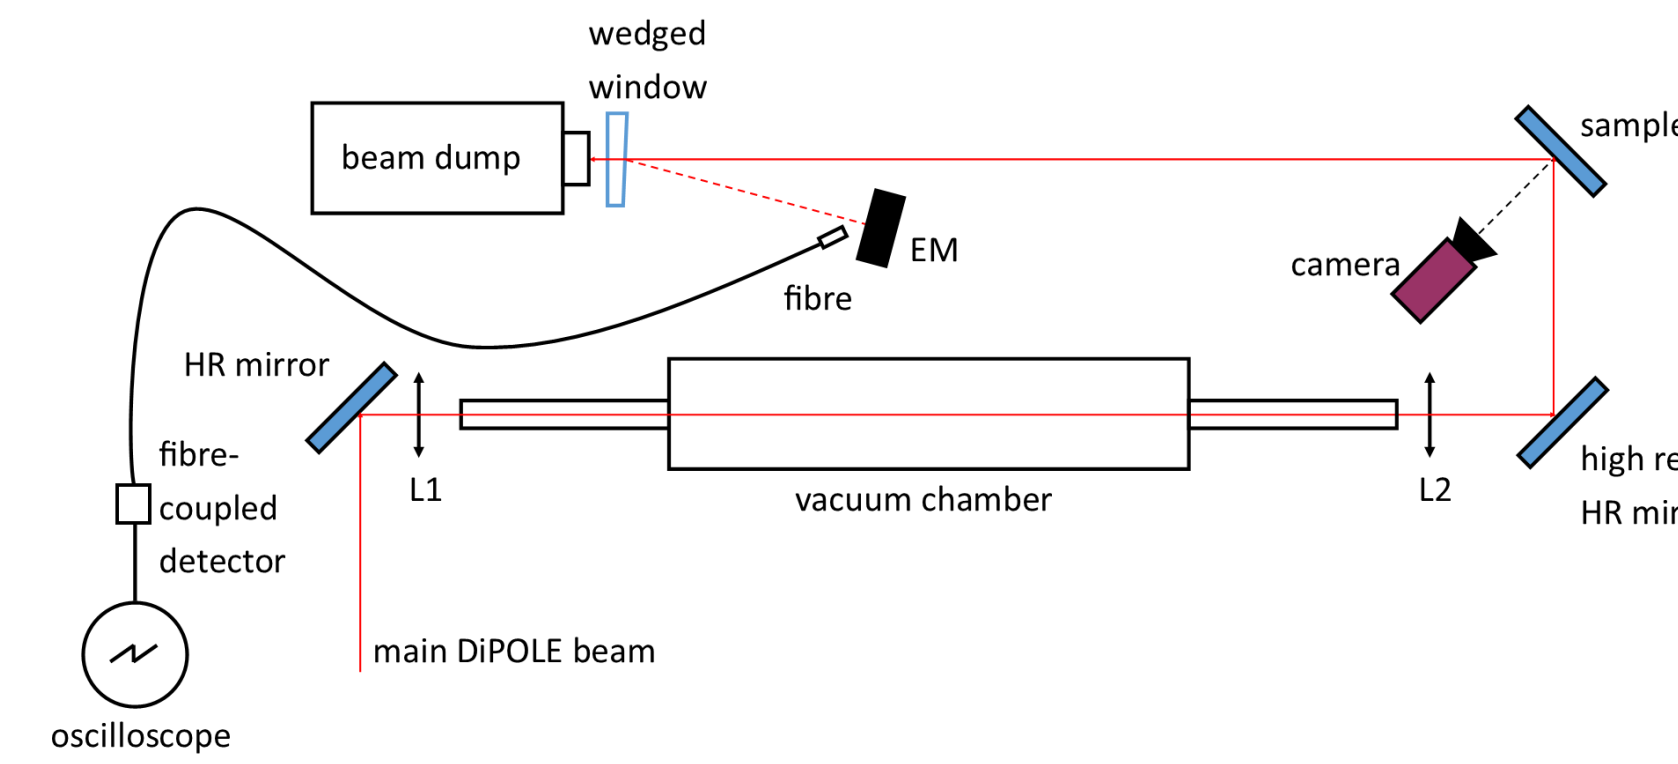 wedged
window
beam dump
sample
EM
camera
fibre
HR mirror
fibre-
coupled
detector
L1
vacuum chamber
L2
high re
HR mir
main DiPOLE beam
oscilloscope